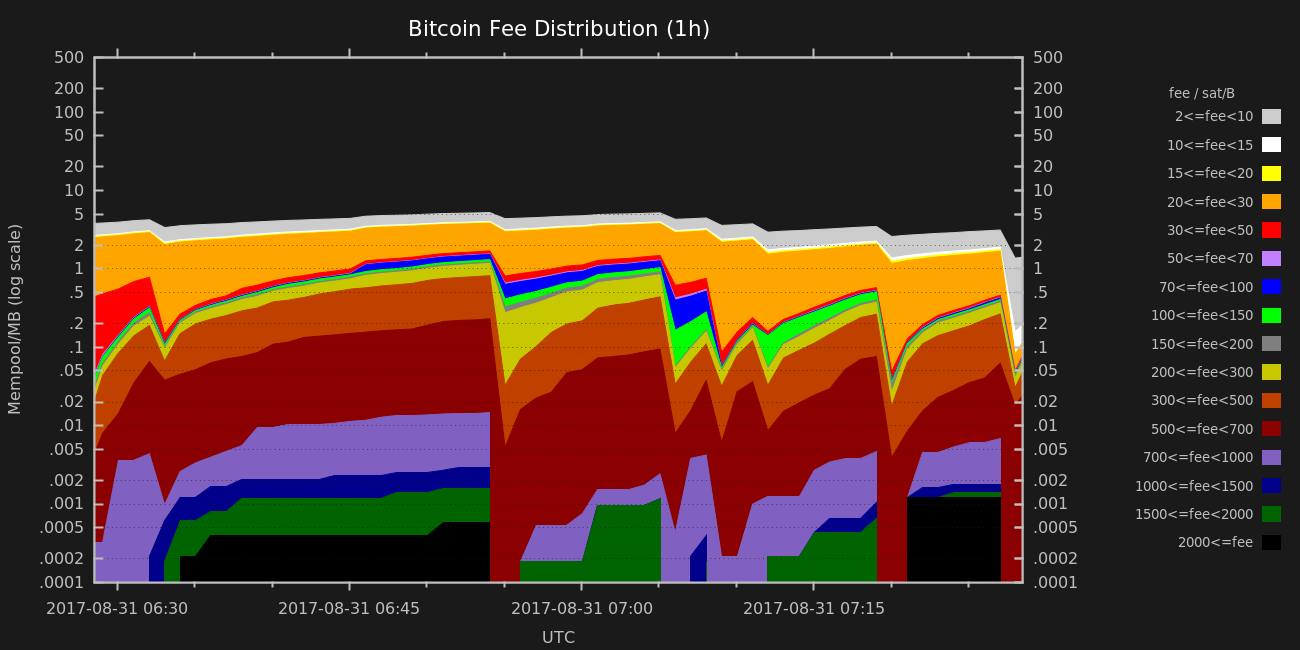 Bitcoin Fee Distribution (1h)
500 500
200 200
100 100
50 50
20 20
10 10
5 5
2 2
1 1
.5 .5
.2 .2
.1 .1
.05 .05
.02 .02
.01 .01
.005 .005
.002 .002
.001 .001
.0005 .0005
.0002 .0002
.0001 .0001
Mempool/MB (log scale)
2017-08-31 06:30 2017-08-31 06:45 2017-08-31 07:00 2017-08-31 07:15
UTC
fee / sat/B
2<=fee<10
10<=fee<15
15<=fee<20
20<=fee<30
30<=fee<50
50<=fee<70
70<=fee<100
100<=fee<150
150<=fee<200
200<=fee<300
300<=fee<500
500<=fee<700
700<=fee<1000
1000<=fee<1500
1500<=fee<2000
2000<=fee